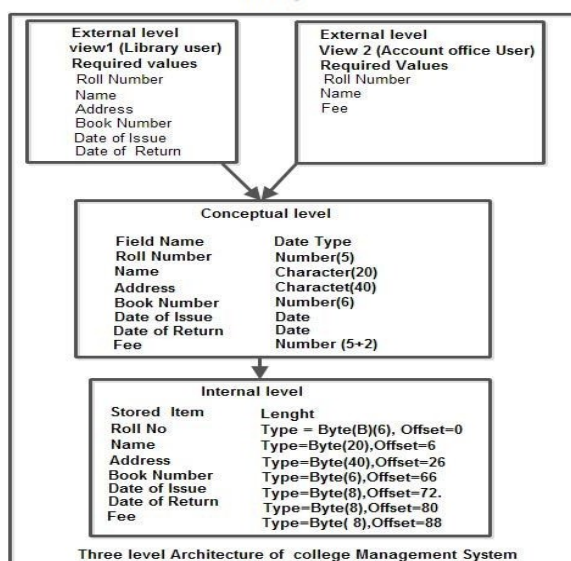 External level
view1 (Library user)
Required values
Roll Number
Name
Address
Book Number
Date of Issue
Date of Return
External level
View 2 (Account office User)
Required Values
Roll Number
Name
Fee
Conceptual level
Field Name Date Type
Roll Number Number(5)
Name Character(20)
Address Charactet(40)
Book Number Number(6)
Date of Issue Date
Date of Return Date
Fee Number (5+2)
Internal level
Stored Item Lenght
Roll No Type = Byte(B)(6), Offset=0
Name Type=Byte(20),Offset=6
Address Type=Byte(40),Offset=26
Book Number Type=Byte(6),Offset=66
Date of Issue Type=Byte(8),Offset=72.
Date of Return Type=Byte(8),Offset=80
Fee Type=Byte( 8),Offset=88
Three level Architecture of college Management System